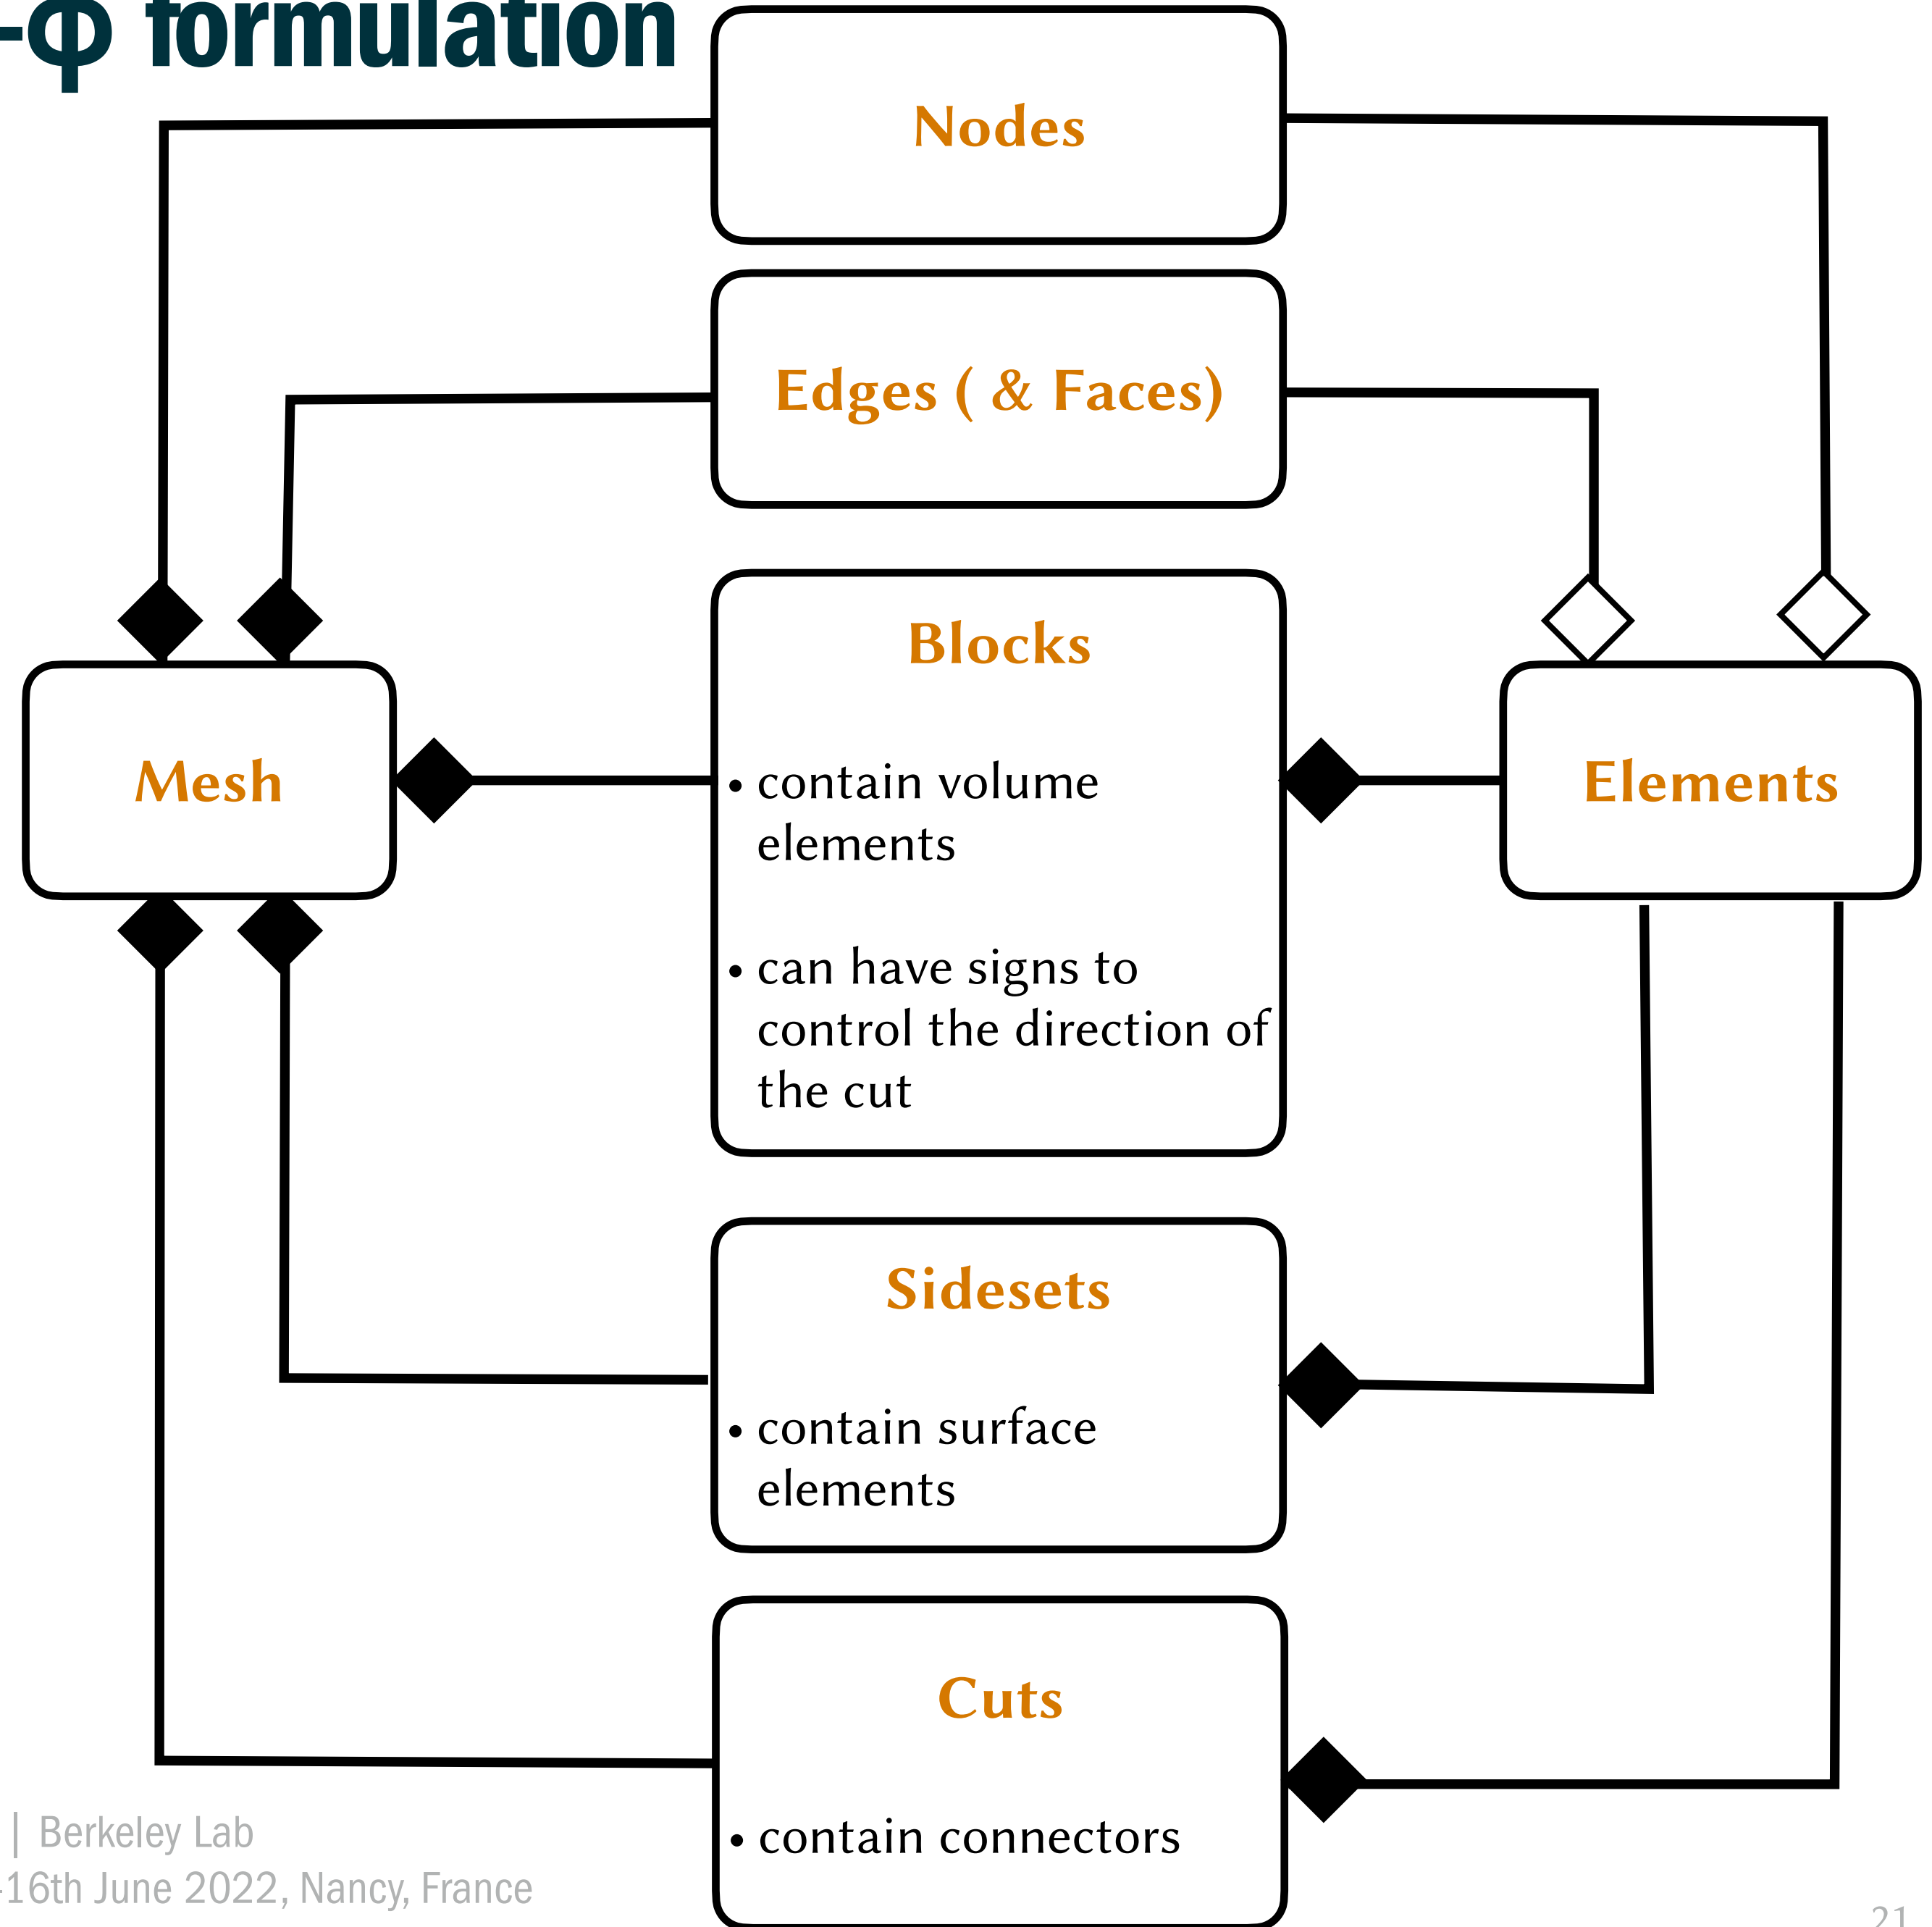 -φ formulation
Nodes
Edges ( & Faces)
Blocks
• contain volume
elements
• can have signs to
control the direction of
the cut
Mesh
Elements
Sidesets
• contain surface
elements
Cuts
• contain connectors
| Berkeley Lab
-16th June 2022, Nancy, France
21